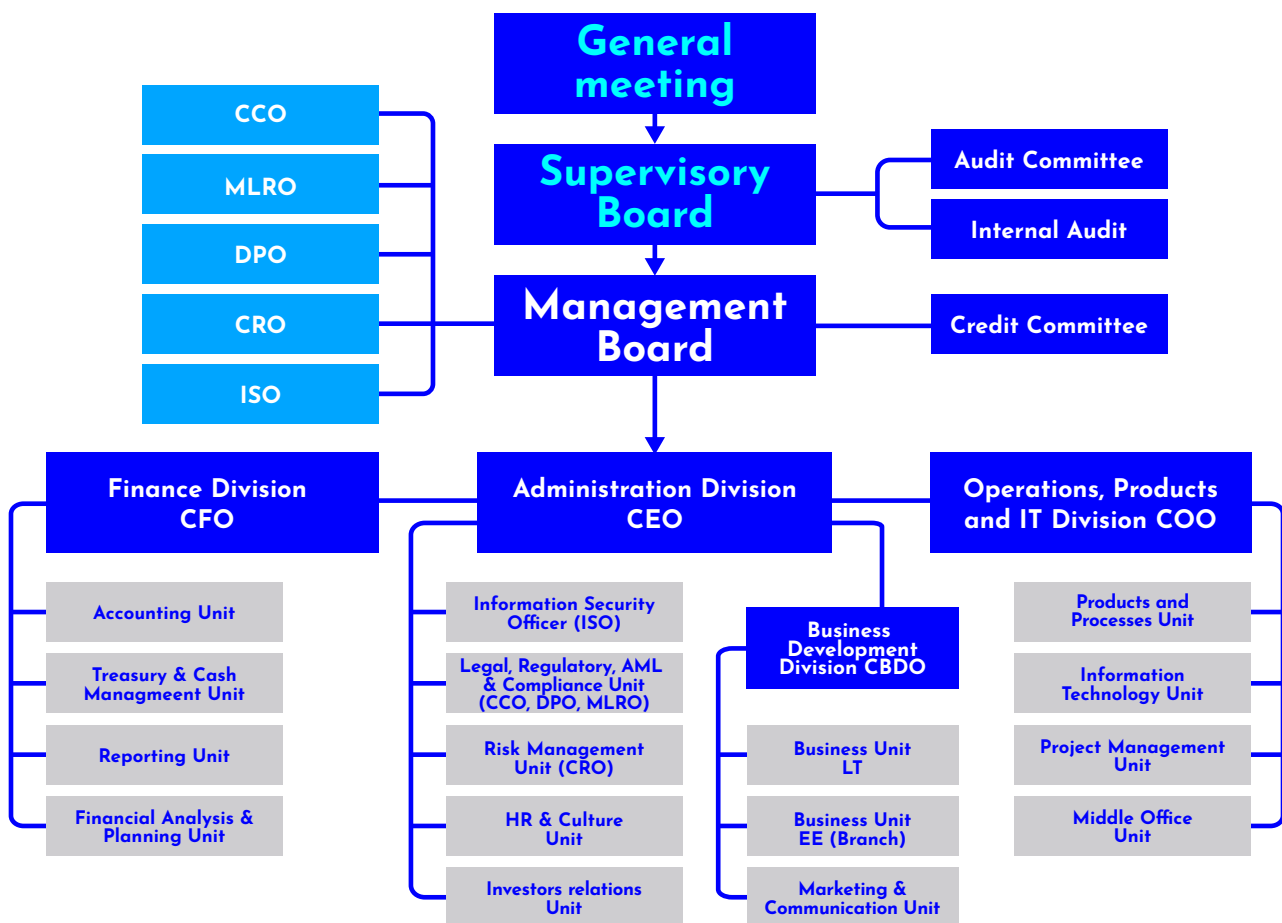 General
meeting
CCO
MLRO
DPO
CRO
ISO
Supervisory
Board
Audit Committee
Internal Audit
Management
Board
Credit Committee
Finance Division
CFO
Administration Division
CEO
Operations, Products
and IT Division COO
Accounting Unit
Treasury & Cash
Managmeent Unit
Reporting Unit
Financial Analysis &
Planning Unit
Information Security
Officer (ISO)
Legal, Regulatory, AML
& Compliance Unit
(CCO, DPO, MLRO)
Risk Management
Unit (CRO)
HR & Culture
Unit
Investors relations
Unit
Business
Development
Division CBDO
Business Unit
LT
Business Unit
EE (Branch)
Marketing &
Communication Unit
Products and
Processes Unit
Information
Technology Unit
Project Management
Unit
Middle Office
Unit